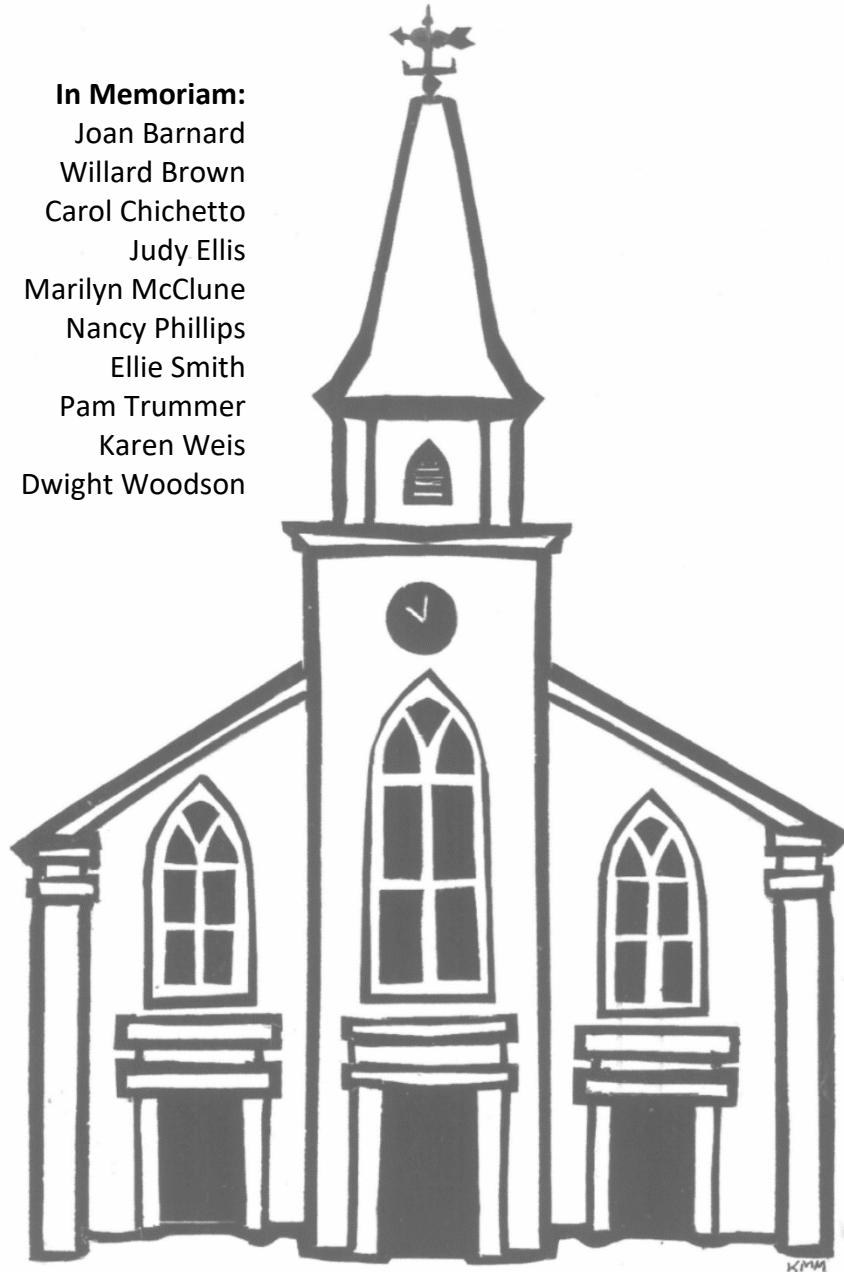 In Memoriam:
Joan Barnard
Willard Brown
Carol Chichetto
Judy Ellis
Marilyn McClune
Nancy Phillips
Ellie Smith
Pam Trummer
Karen Weis
Dwight Woodson
KMM